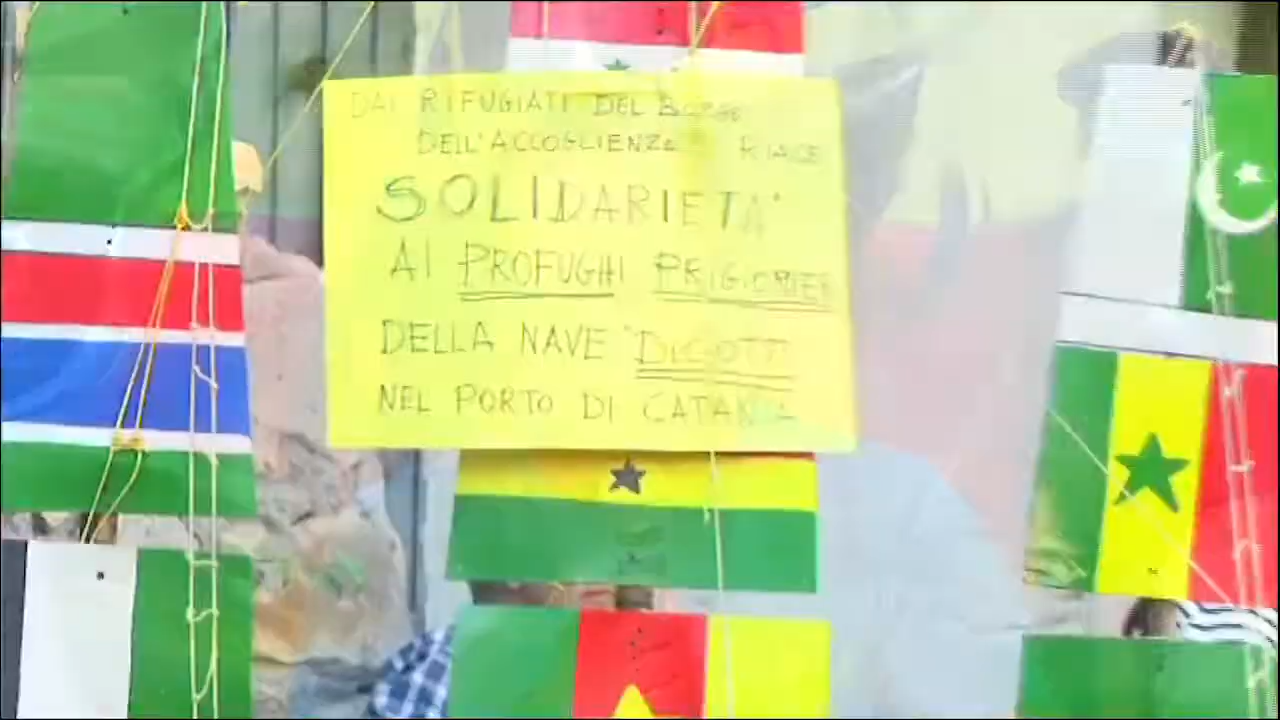 DAI RIFUGIATI DEL BORGO
DELL'ACCOGLIENZA RIACE
SOLIDARIETA'
AI PROFUGHI PRIGIONIERI
DELLA NAVE "DICIOTTI"
NEL PORTO DI CATANIA